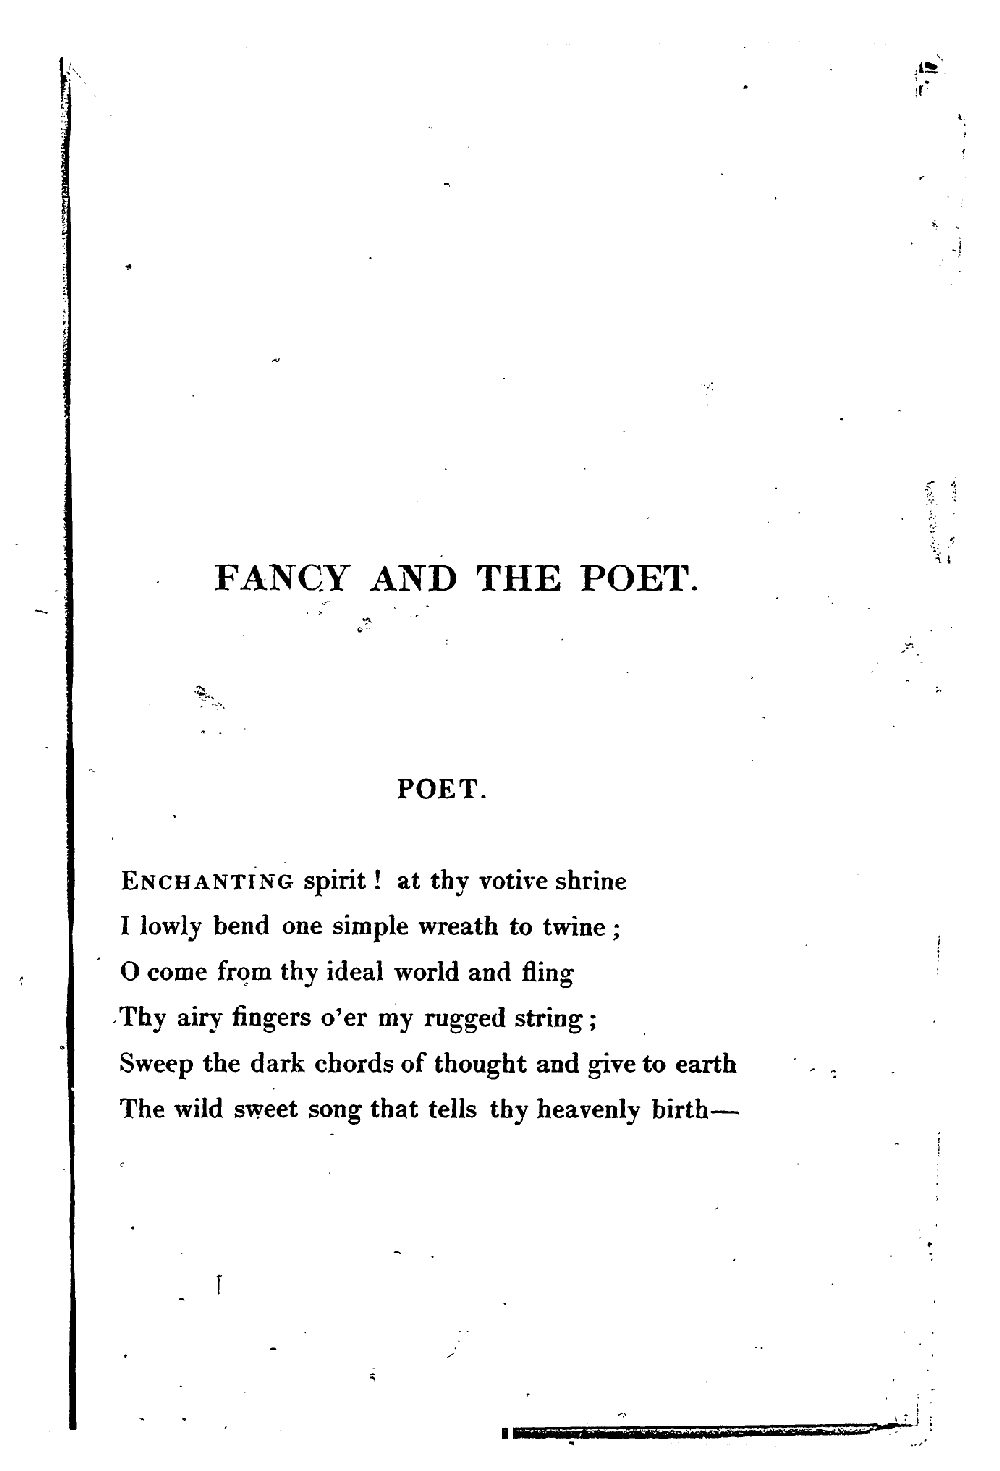 FANCY AND THE POET.
POET.
ENCHANTING spirit ! at thy votive shrine
I lowly bend one simple wreath to twine ;
O come from thy ideal world and fling
Thy airy fingers o'er my rugged string ;
Sweep the dark chords of thought and give to earth
The wild sweet song that tells thy heavenly birth—